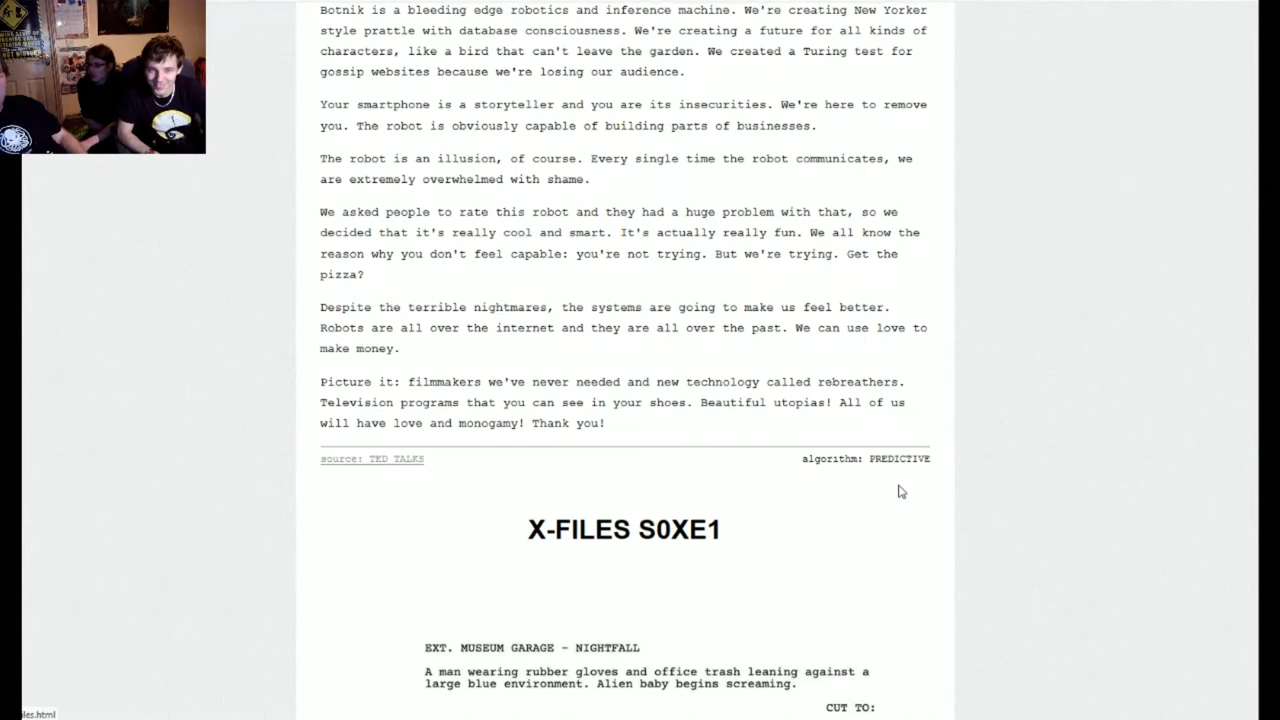 Botnik is a bleeding edge robotics and inference machine. We're creating New Yorker
style prattle with database consciousness. We're creating a future for all kinds of
characters, like a bird that can't leave the garden. We created a Turing test for
gossip websites because we're losing our audience.
Your smartphone is a storyteller and you are its insecurities. We're here to remove
you. The robot is obviously capable of building parts of businesses.
The robot is an illusion, of course. Every single time the robot communicates, we
are extremely overwhelmed with shame.
We asked people to rate this robot and they had a huge problem with that, so we
decided that it's really cool and smart. It's actually really fun. We all know the
reason why you don't feel capable: you're not trying. But we're trying. Get the
pizza?
Despite the terrible nightmares, the systems are going to make us feel better.
Robots are all over the internet and they are all over the past. We can use love to
make money.
Picture it: filmmakers we've never needed and new technology called rebreathers.
Television programs that you can see in your shoes. Beautiful utopias! All of us
will have love and monogamy! Thank you!
source: TED TALKS
algorithm: PREDICTIVE
X-FILES S0XE1
EXT. MUSEUM GARAGE - NIGHTFALL
A man wearing rubber gloves and office trash leaning against a
large blue environment. Alien baby begins screaming.
CUT TO:
iles.html